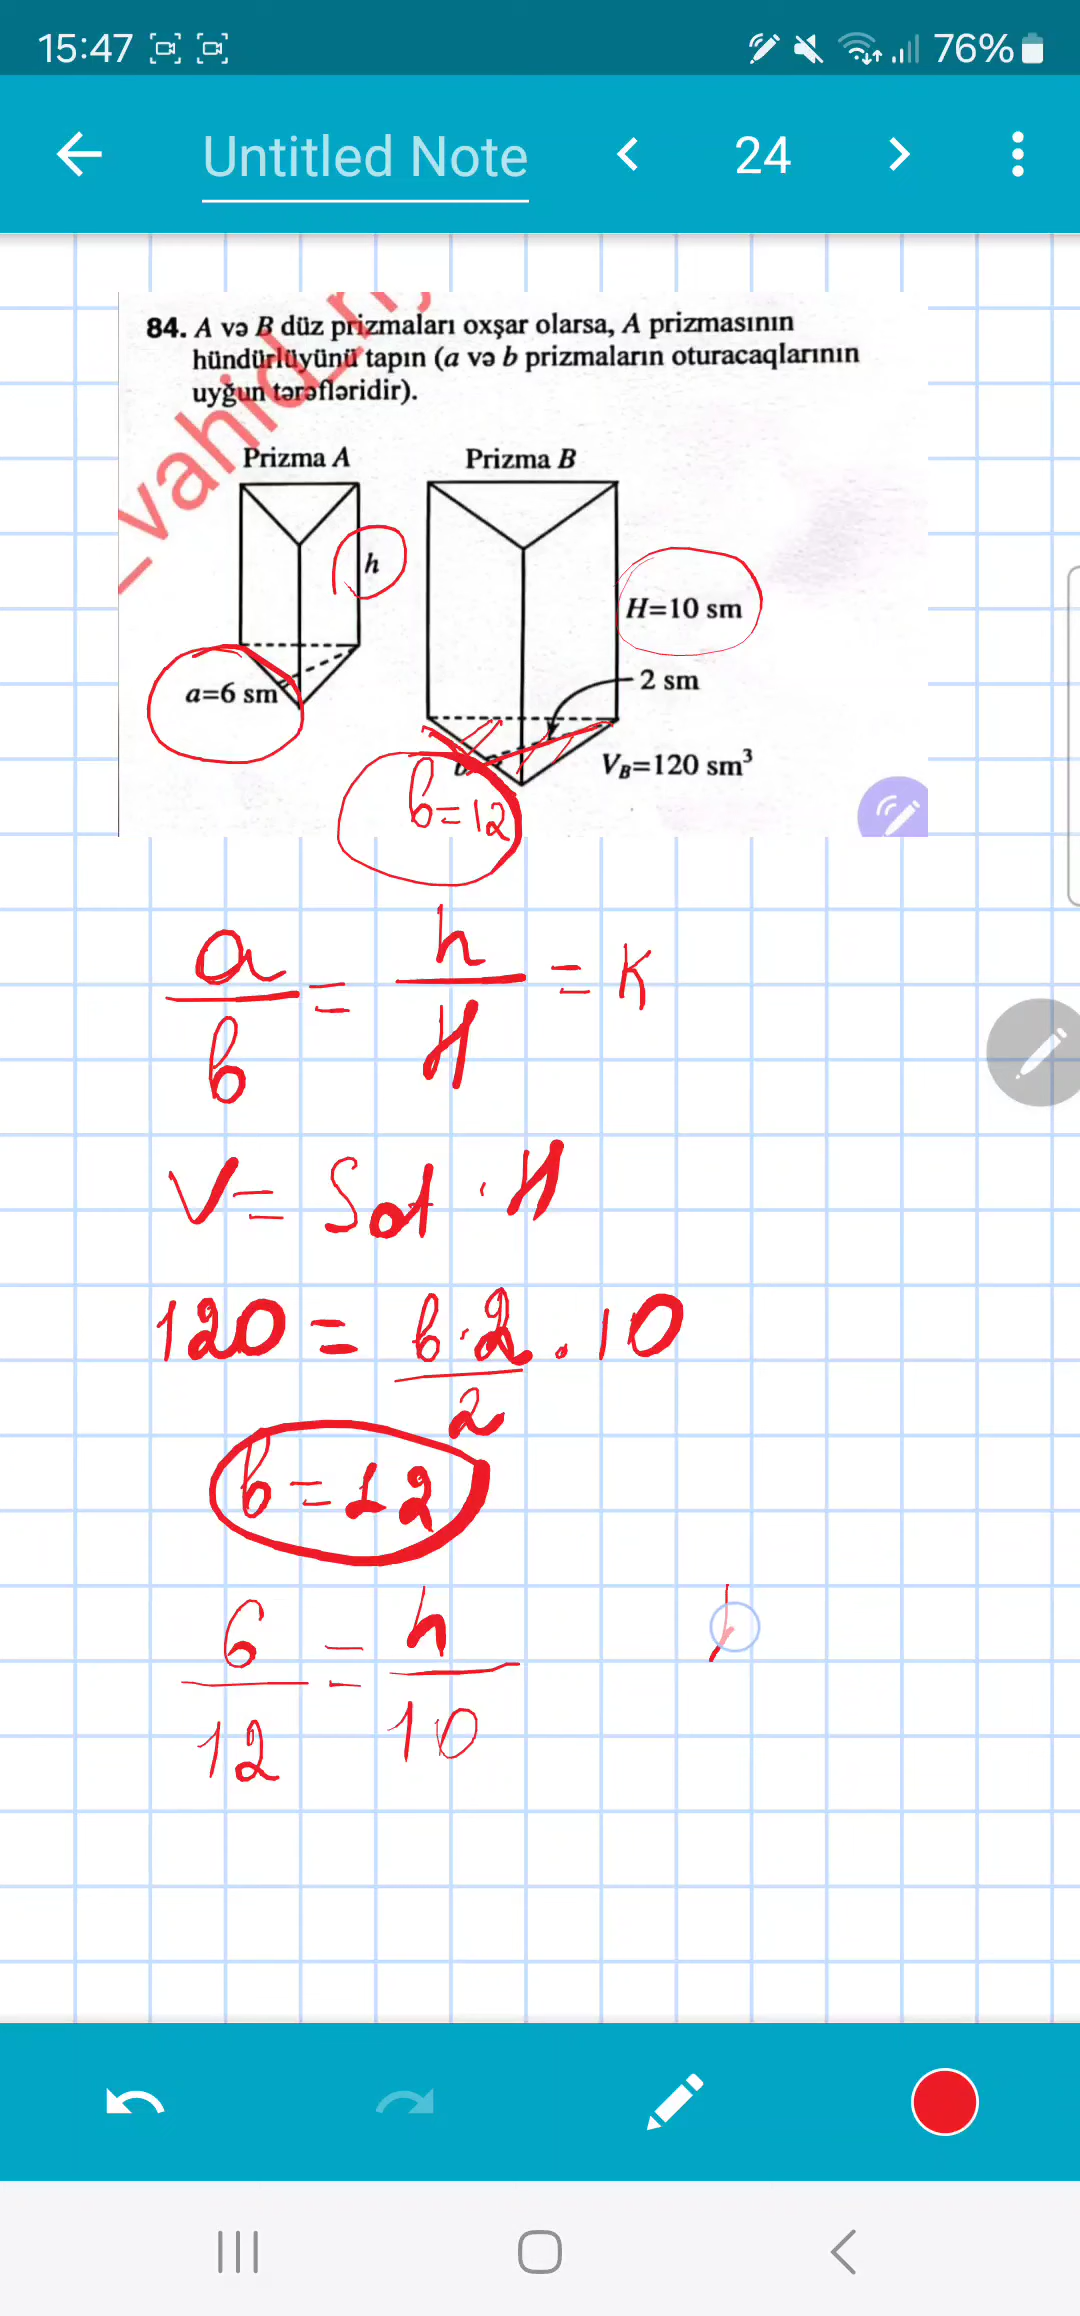 15:47
76%
Untitled Note
24
84. A və B düz prizmaları oxşar olarsa, A prizmasının
hündürlüyünü tapın (a və b prizmaların oturacaqlarının
uyğun tərəfləridir).
_vahid_
Prizma A
Prizma B
h
H=10 sm
a=6 sm
2 sm
b
VB=120 sm³
b=12
a/b = h/H = K
V= Sot · H
120 = b·2/2 · 10
b=12
6/12 = h/10